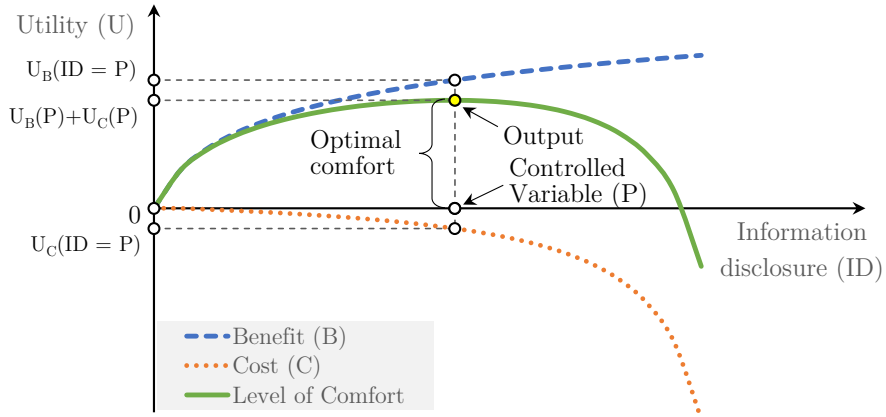 Utility (U)
U_B(ID = P)
U_B(P)+U_C(P)
Optimal
comfort
Output
Controlled
Variable (P)
0
U_C(ID = P)
Information
disclosure (ID)
Benefit (B)
Cost (C)
Level of Comfort